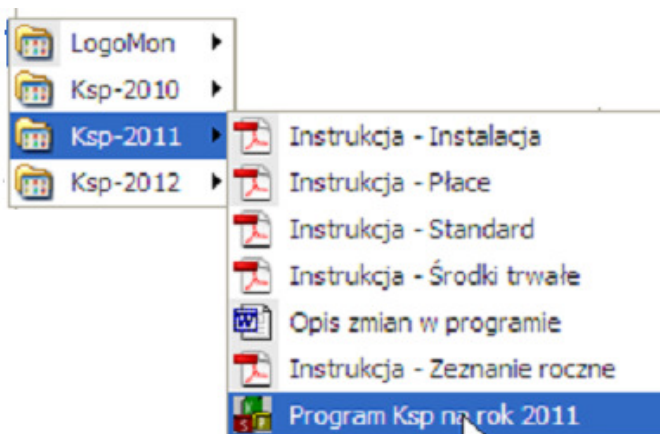 LogoMon
Ksp-2010
Ksp-2011
Ksp-2012
Instrukcja - Instalacja
Instrukcja - Płace
Instrukcja - Standard
Instrukcja - Środki trwałe
Opis zmian w programie
Instrukcja - Zeznanie roczne
Program Ksp na rok 2011